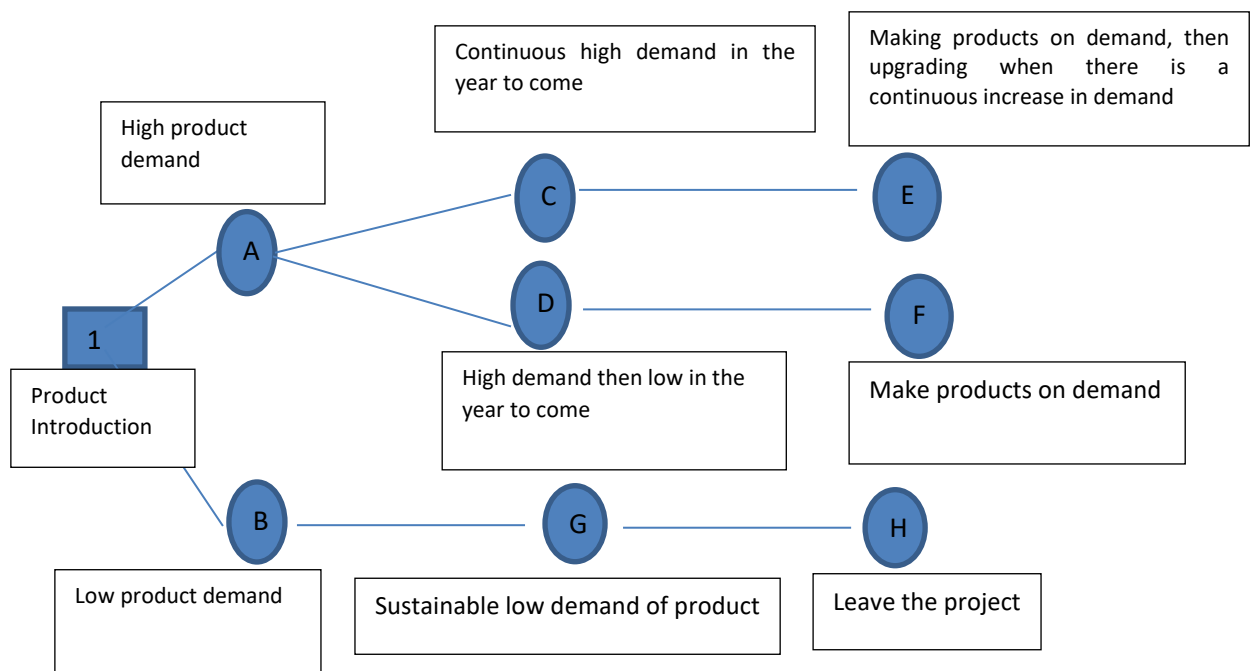 Continuous high demand in the
year to come
Making products on demand, then
upgrading when there is a
continuous increase in demand
High product
demand
C
E
A
D
F
1
Product
Introduction
High demand then low in the
year to come
Make products on demand
B
G
H
Low product demand
Sustainable low demand of product
Leave the project